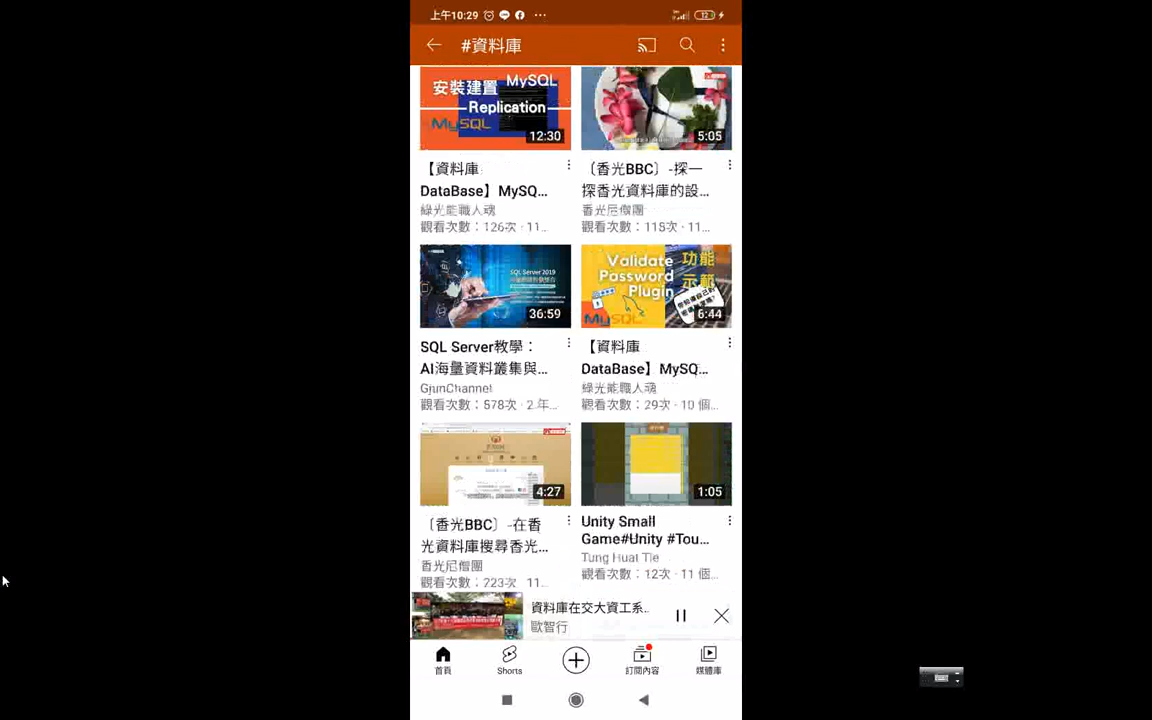 上午10:29
12
#資料庫
安裝建置 MySQL
Replication
MySQL
12:30
5:05
【資料庫
DataBase】MySQ...
綠光能職人魂
觀看次數：126次 · 11...
〔香光BBC〕-探一
探香光資料庫的設...
香光尼僧團
觀看次數：115次 · 11...
SQL Server 2019
36:59
Validate
Password
Plugin
功能
示範
MySQL
6:44
SQL Server教學：
AI海量資料叢集與...
GjunChannel
觀看次數：578次 · 2 年...
【資料庫
DataBase】MySQ...
綠光能職人魂
觀看次數：29次 · 10 個...
4:27
1:05
〔香光BBC〕-在香
光資料庫搜尋香光...
香光尼僧團
觀看次數：223次 · 11...
Unity Small
Game#Unity #Tou...
Tung Huai Tie
觀看次數：12次 · 11 個...
資料庫在交大資工系..
歐智行
首頁
Shorts
訂閱內容
媒體庫